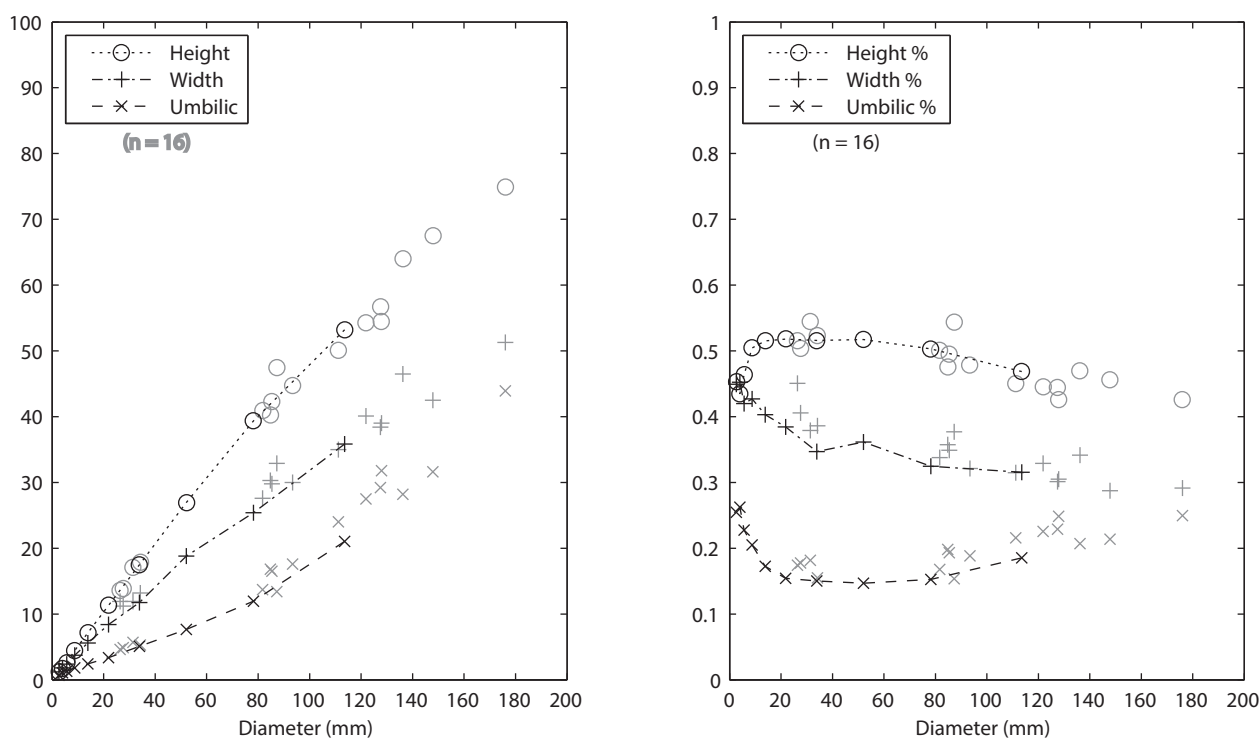 100
90
80
70
60
50
40
30
20
10
0
Height
Width
Umbilic
(n = 16)
0 20 40 60 80 100 120 140 160 180 200
Diameter (mm)
1
0.9
0.8
0.7
0.6
0.5
0.4
0.3
0.2
0.1
0
Height %
Width %
Umbilic %
(n = 16)
0 20 40 60 80 100 120 140 160 180 200
Diameter (mm)